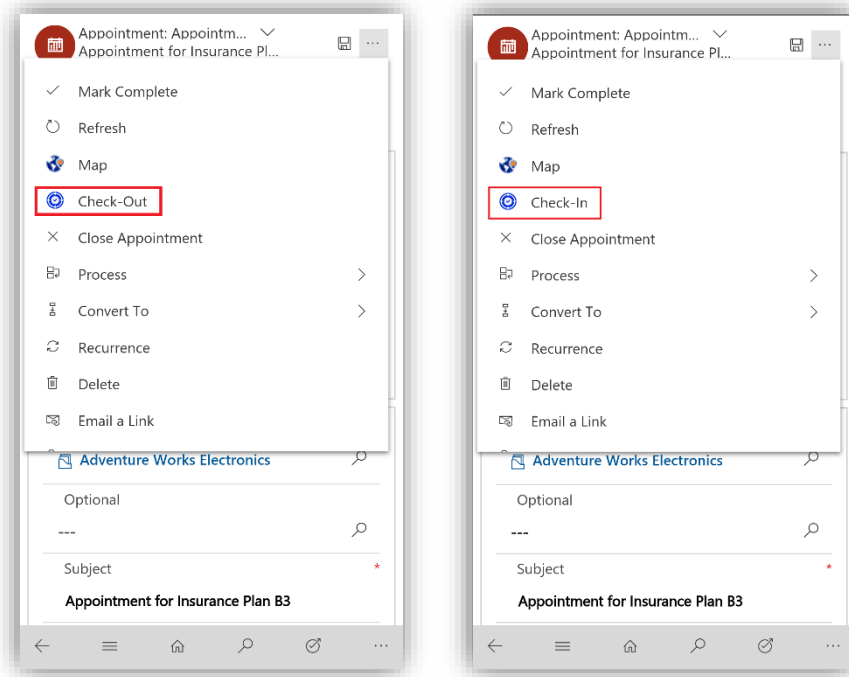 Appointment: Appointm...
Appointment for Insurance Pl...
Mark Complete
Refresh
Map
Check-Out
Close Appointment
Process
Convert To
Recurrence
Delete
Email a Link
Adventure Works Electronics
Optional
---
Subject *
Appointment for Insurance Plan B3
...
Appointment: Appointm...
Appointment for Insurance Pl...
Mark Complete
Refresh
Map
Check-In
Close Appointment
Process
Convert To
Recurrence
Delete
Email a Link
Adventure Works Electronics
Optional
---
Subject *
Appointment for Insurance Plan B3
...